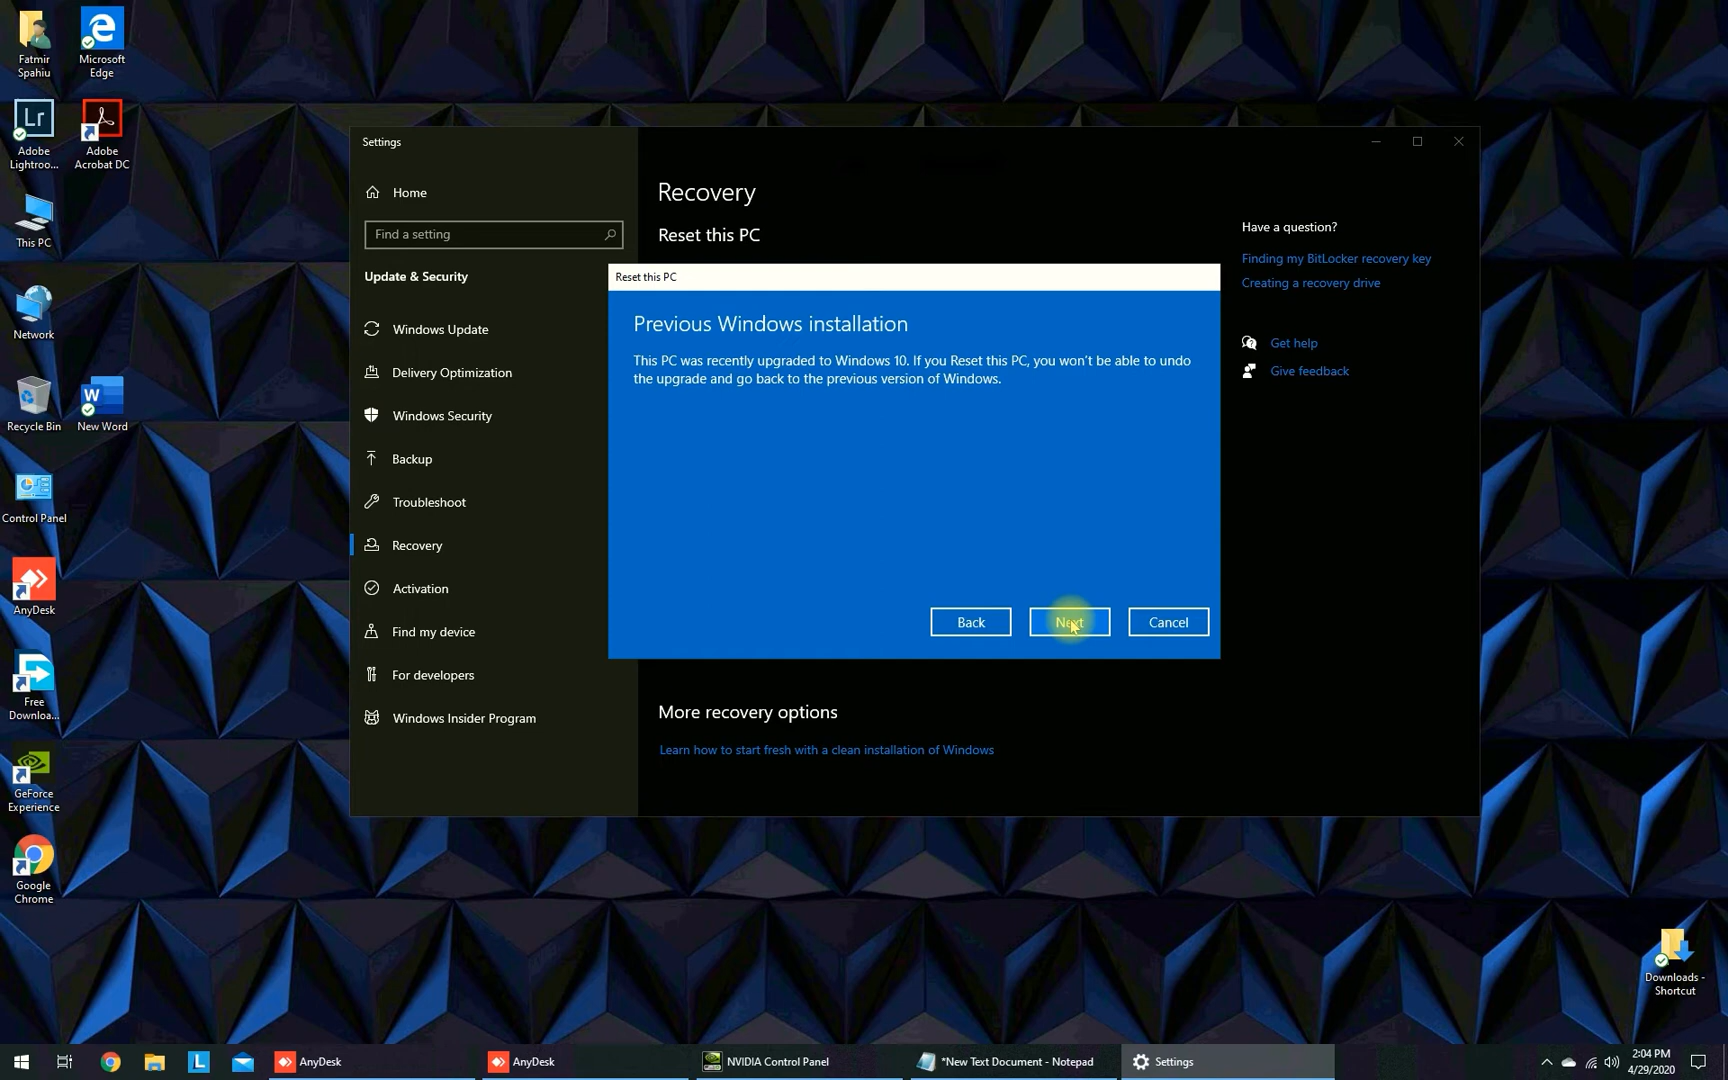 Fatmir
Spahiu
Microsoft
Edge
Lr
Adobe
Lightroo...
Adobe
Acrobat DC
This PC
Network
Recycle Bin
W
New Word
Control Panel
AnyDesk
Free
Downloa...
GeForce
Experience
Google
Chrome
Settings
Home
Find a setting
Update & Security
Windows Update
Delivery Optimization
Windows Security
Backup
Troubleshoot
Recovery
Activation
Find my device
For developers
Windows Insider Program
Recovery
Reset this PC
Reset this PC
Previous Windows installation
This PC was recently upgraded to Windows 10. If you Reset this PC, you won't be able to undo
the upgrade and go back to the previous version of Windows.
Back
Next
Cancel
More recovery options
Learn how to start fresh with a clean installation of Windows
Have a question?
Finding my BitLocker recovery key
Creating a recovery drive
Get help
Give feedback
Downloads -
Shortcut
L
AnyDesk
AnyDesk
NVIDIA Control Panel
*New Text Document - Notepad
Settings
2:04 PM
4/29/2020